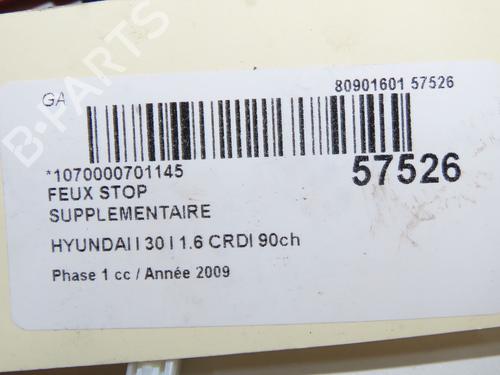 B-PARTS
GA
80901601 57526
*1070000701145
57526
FEUX STOP
SUPPLEMENTAIRE
HYUNDAI I 30 I 1.6 CRDI 90ch
Phase 1 cc / Année 2009